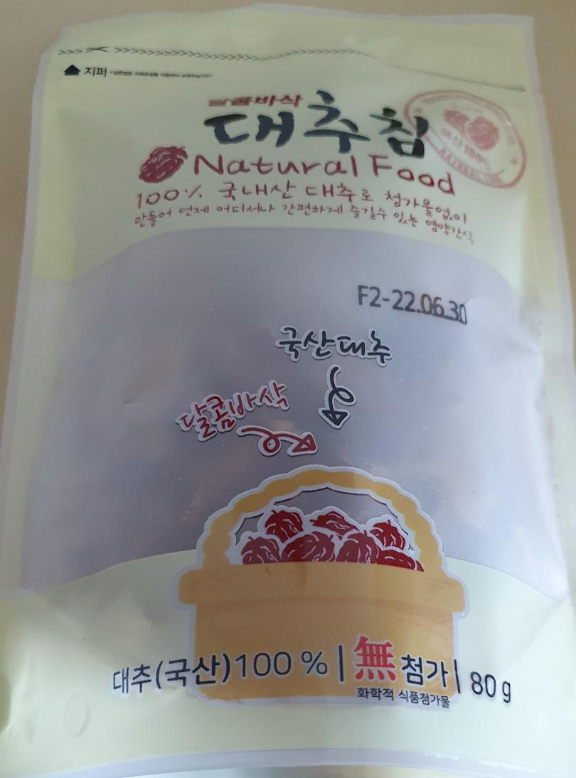 지퍼
달콤바삭
대추칩
Natural Food
100% 국내산 대추로 첨가물없이
만들어 언제 어디서나 간편하게 즐길수 있는 영양간식
F2-22.06.30
국산대추
달콤바삭
대추(국산)100 % | 無첨가 | 80g
화학적 식품첨가물